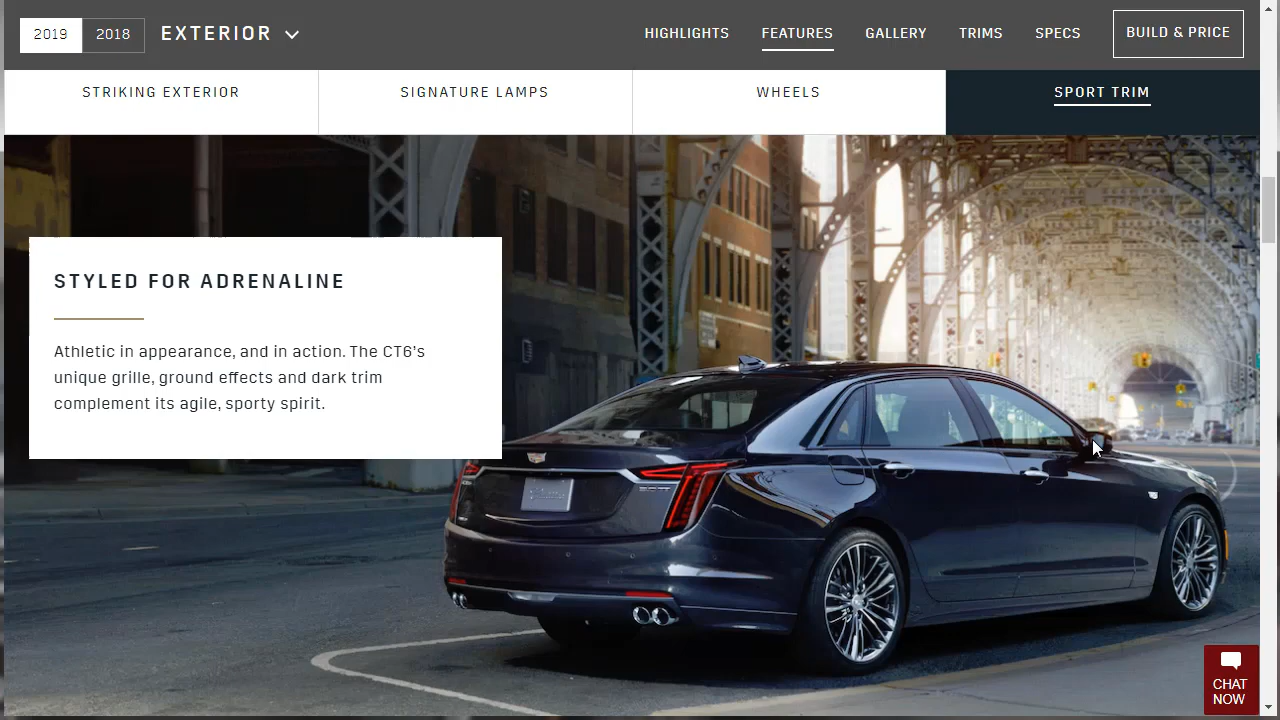 2019 2018 EXTERIOR HIGHLIGHTS FEATURES GALLERY TRIMS SPECS BUILD & PRICE
STRIKING EXTERIOR SIGNATURE LAMPS WHEELS SPORT TRIM
STYLED FOR ADRENALINE
Athletic in appearance, and in action. The CT6's
unique grille, ground effects and dark trim
complement its agile, sporty spirit.
CHAT
NOW